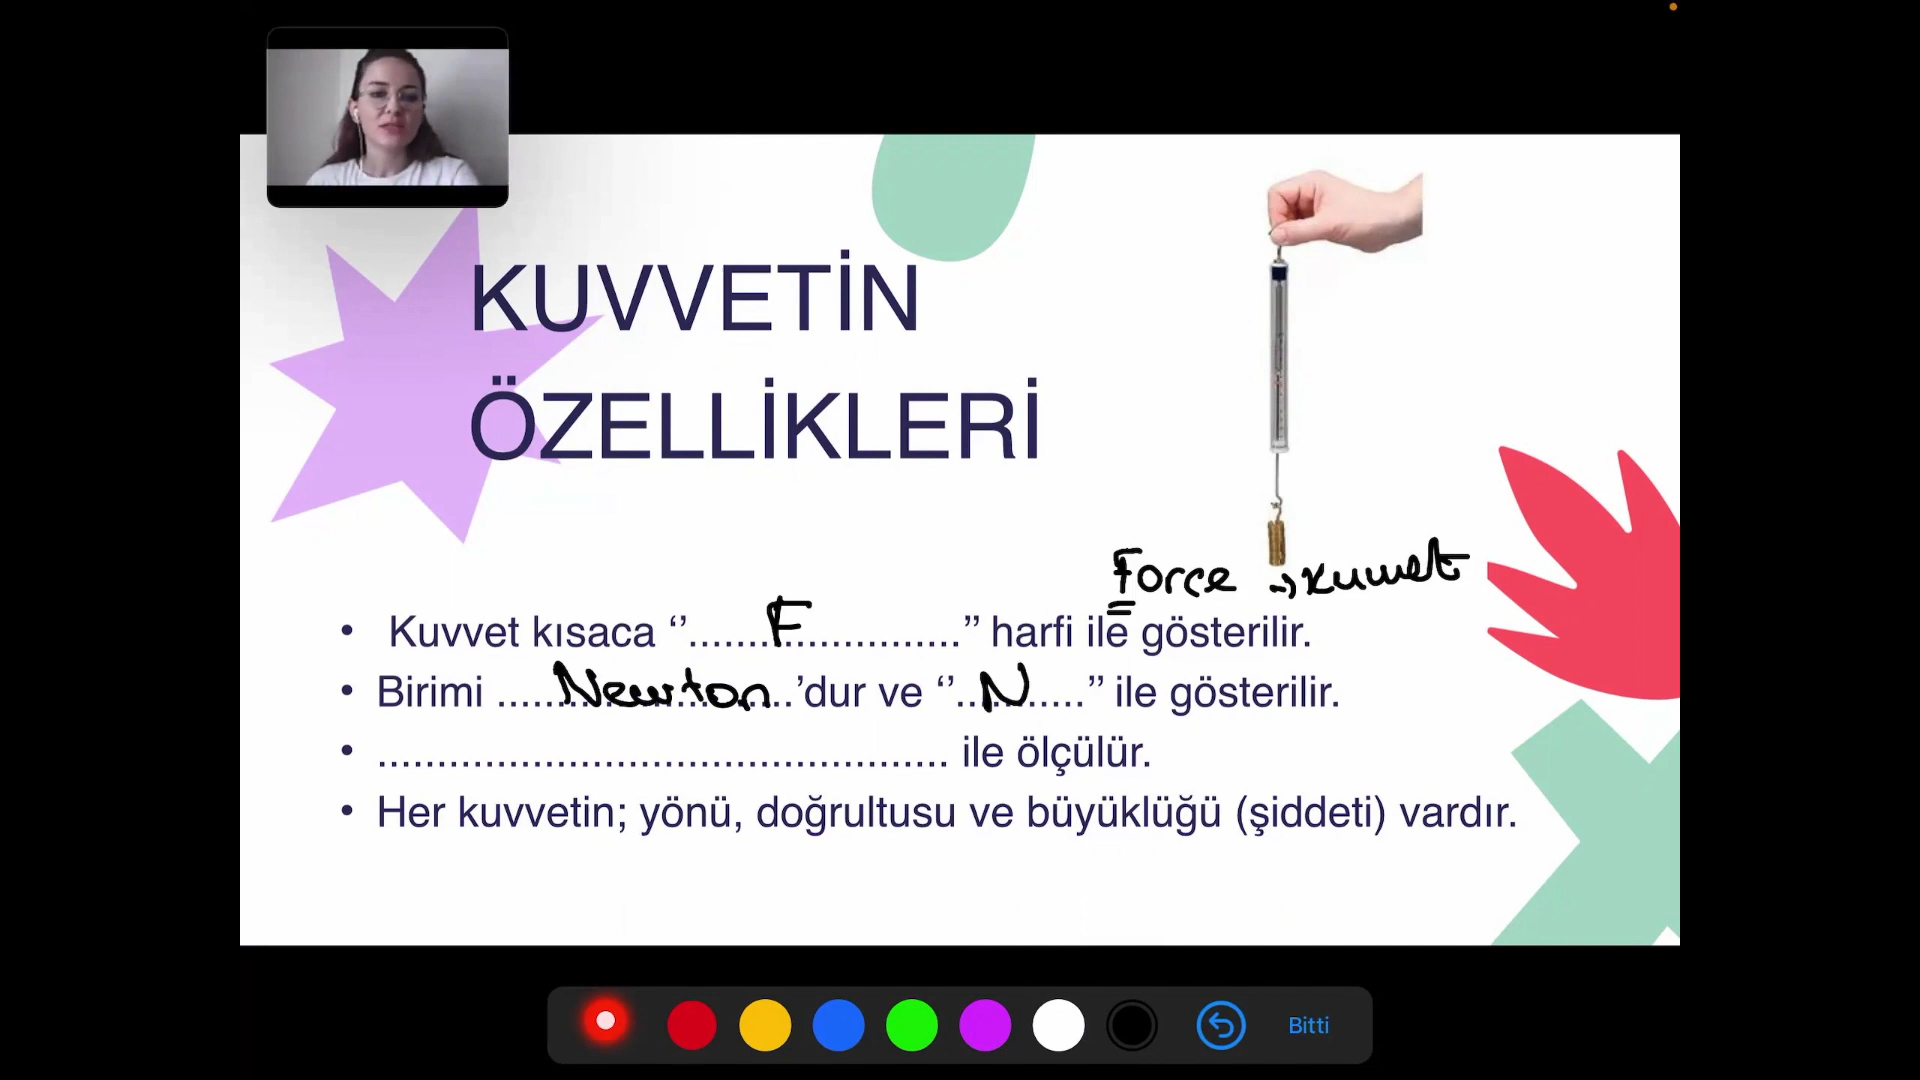 KUVVETİN
ÖZELLİKLERİ
Force → kuvvet
• Kuvvet kısaca ‘’.......F......................’’ harfi ile gösterilir.
• Birimi .....Newton..’dur ve ‘’..N.....’’ ile gösterilir.
• ................................................ ile ölçülür.
• Her kuvvetin; yönü, doğrultusu ve büyüklüğü (şiddeti) vardır.
Bitti